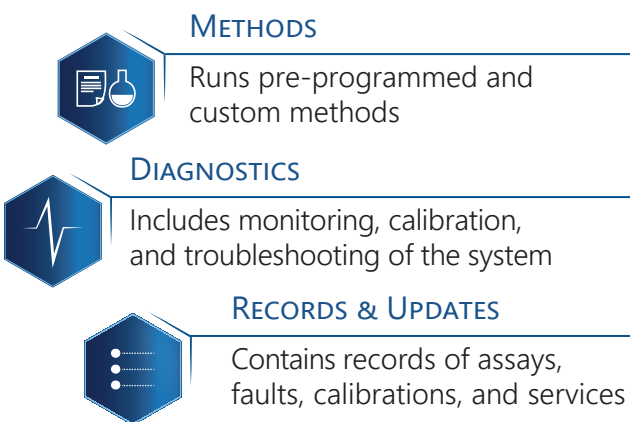 METHODS
Runs pre-programmed and
custom methods
DIAGNOSTICS
Includes monitoring, calibration,
and troubleshooting of the system
RECORDS & UPDATES
Contains records of assays,
faults, calibrations, and services